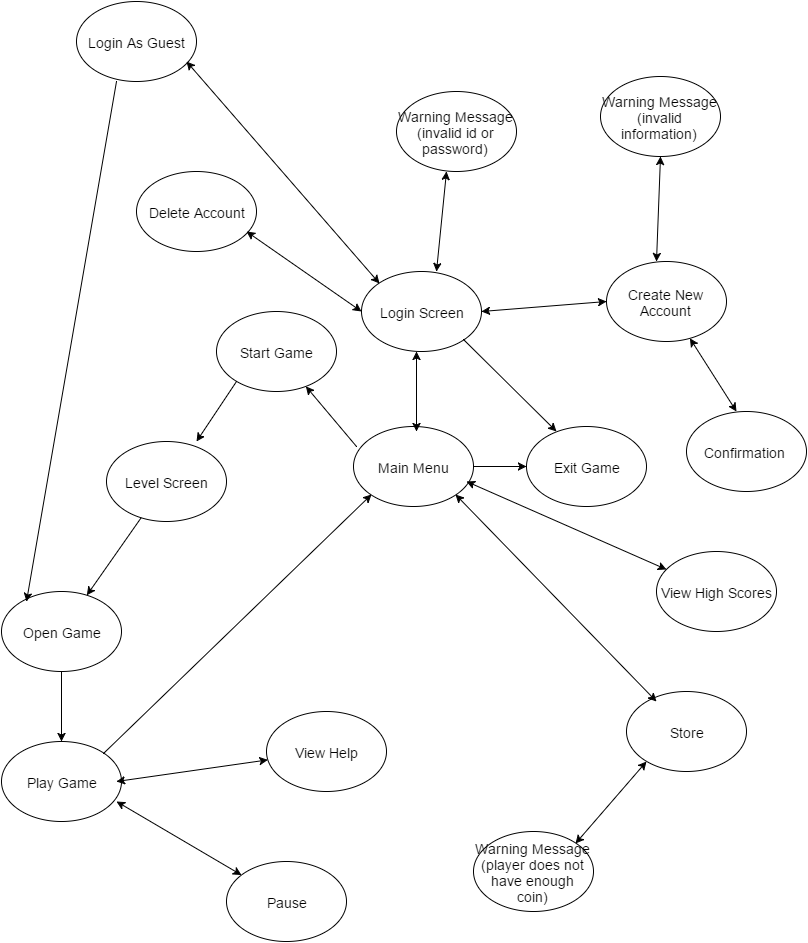 Login As Guest
Warning Message
(invalid id or
password)
Warning Message
(invalid
information)
Delete Account
Login Screen
Create New
Account
Start Game
Main Menu
Exit Game
Confirmation
Level Screen
View High Scores
Open Game
Store
View Help
Play Game
Warning Message
(player does not
have enough
coin)
Pause